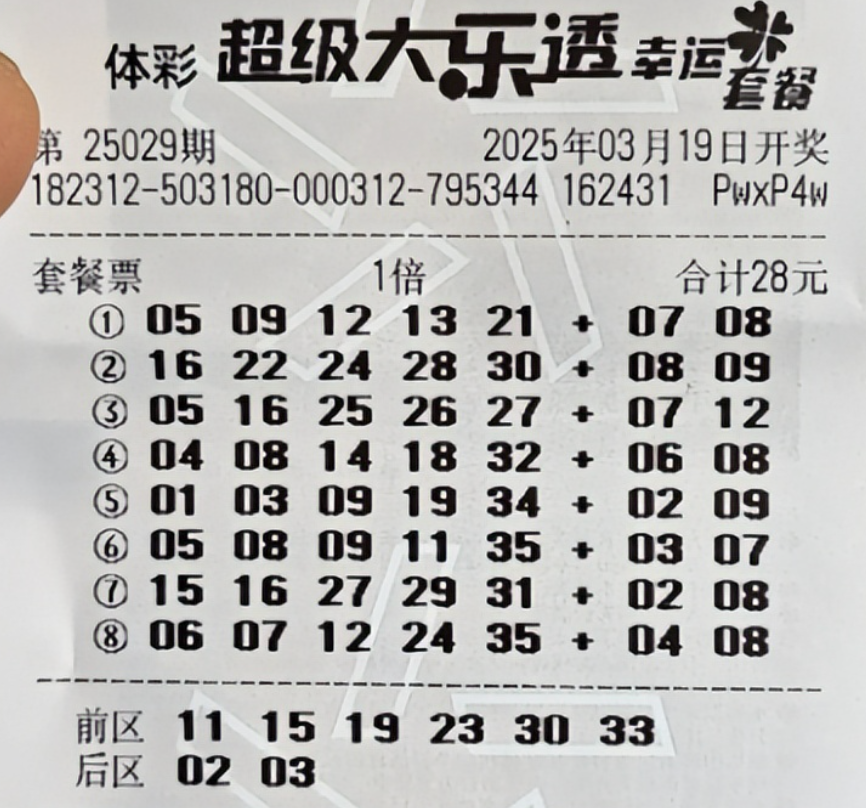 体彩 超级大乐透 幸运套餐
第 25029期 2025年03月19日开奖
182312-503180-000312-795344 162431 PwxP4w
套餐票 1倍 合计28元
① 05 09 12 13 21 + 07 08
② 16 22 24 28 30 + 08 09
③ 05 16 25 26 27 + 07 12
④ 04 08 14 18 32 + 06 08
⑤ 01 03 09 19 34 + 02 09
⑥ 05 08 09 11 35 + 03 07
⑦ 15 16 27 29 31 + 02 08
⑧ 06 07 12 24 35 + 04 08
前区 11 15 19 23 30 33
后区 02 03